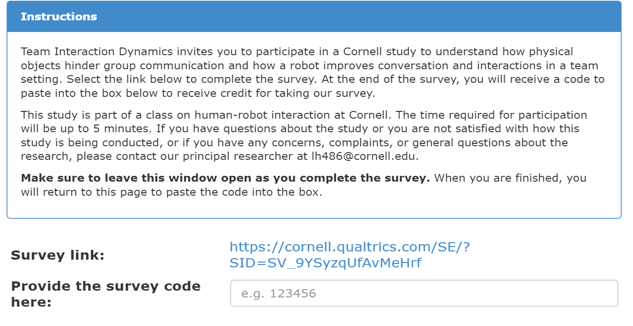 Instructions
Team Interaction Dynamics invites you to participate in a Cornell study to understand how physical
objects hinder group communication and how a robot improves conversation and interactions in a team
setting. Select the link below to complete the survey. At the end of the survey, you will receive a code to
paste into the box below to receive credit for taking our survey.
This study is part of a class on human-robot interaction at Cornell. The time required for participation
will be up to 5 minutes. If you have questions about the study or you are not satisfied with how this
study is being conducted, or if you have any concerns, complaints, or general questions about the
research, please contact our principal researcher at lh486@cornell.edu.
Make sure to leave this window open as you complete the survey. When you are finished, you
will return to this page to paste the code into the box.
Survey link:
https://cornell.qualtrics.com/SE/?
SID=SV_9YSyzqUfAvMeHrf
Provide the survey code
here:
e.g. 123456